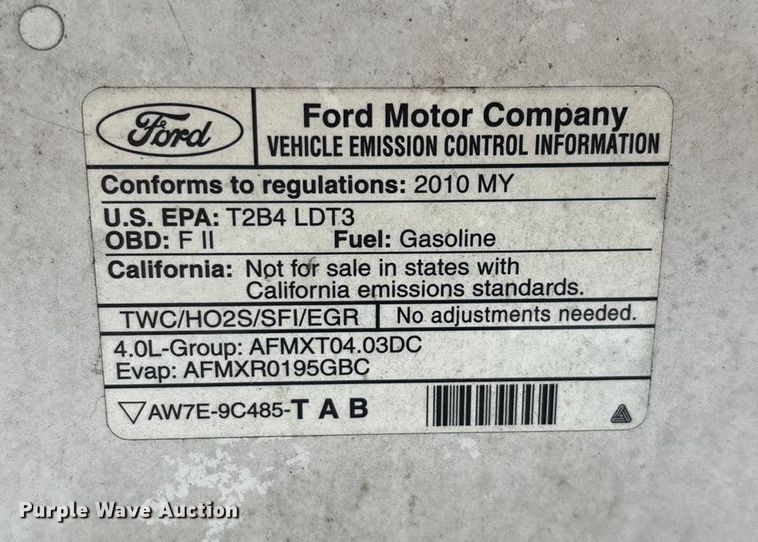 Ford
Ford Motor Company
VEHICLE EMISSION CONTROL INFORMATION
Conforms to regulations: 2010 MY
U.S. EPA: T2B4 LDT3
OBD: F II Fuel: Gasoline
California: Not for sale in states with
California emissions standards.
TWC/HO2S/SFI/EGR No adjustments needed.
4.0L-Group: AFMXT04.03DC
Evap: AFMXR0195GBC
AW7E-9C485-TAB
Purple Wave Auction